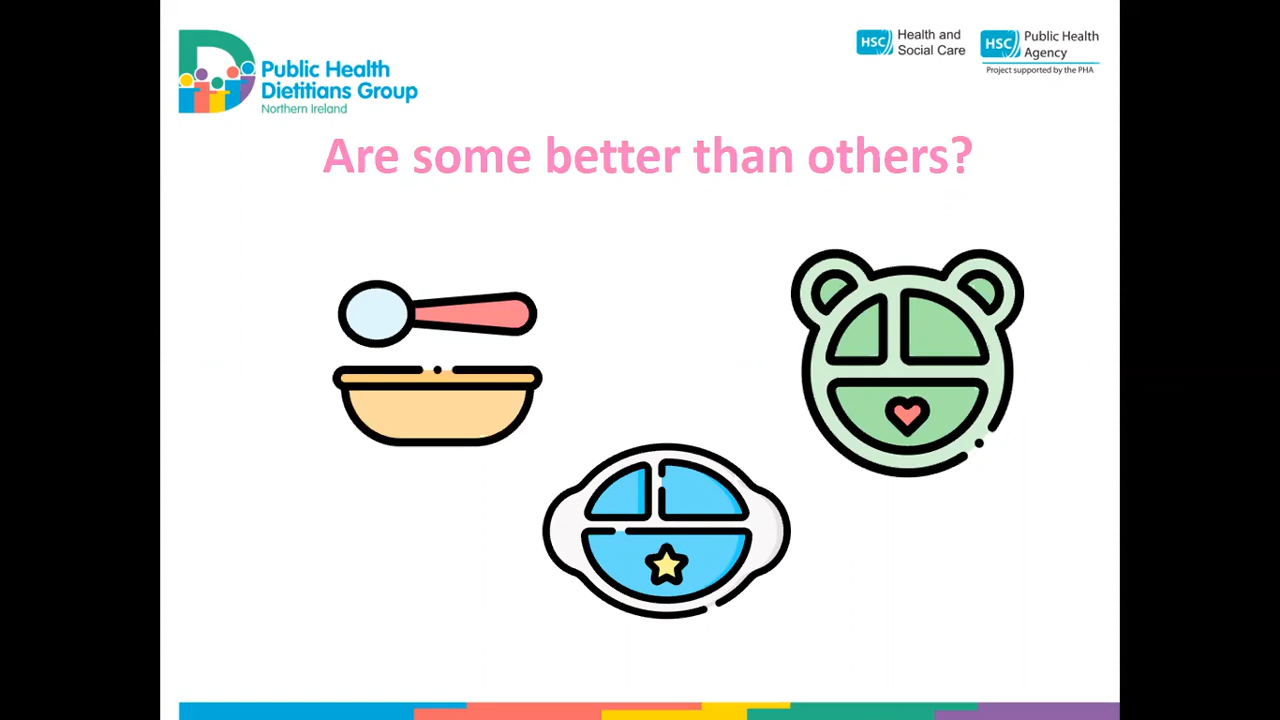 Public Health
Dietitians Group
Northern Ireland
HSC Health and
Social Care
HSC Public Health
Agency
Project supported by the PHA
Are some better than others?